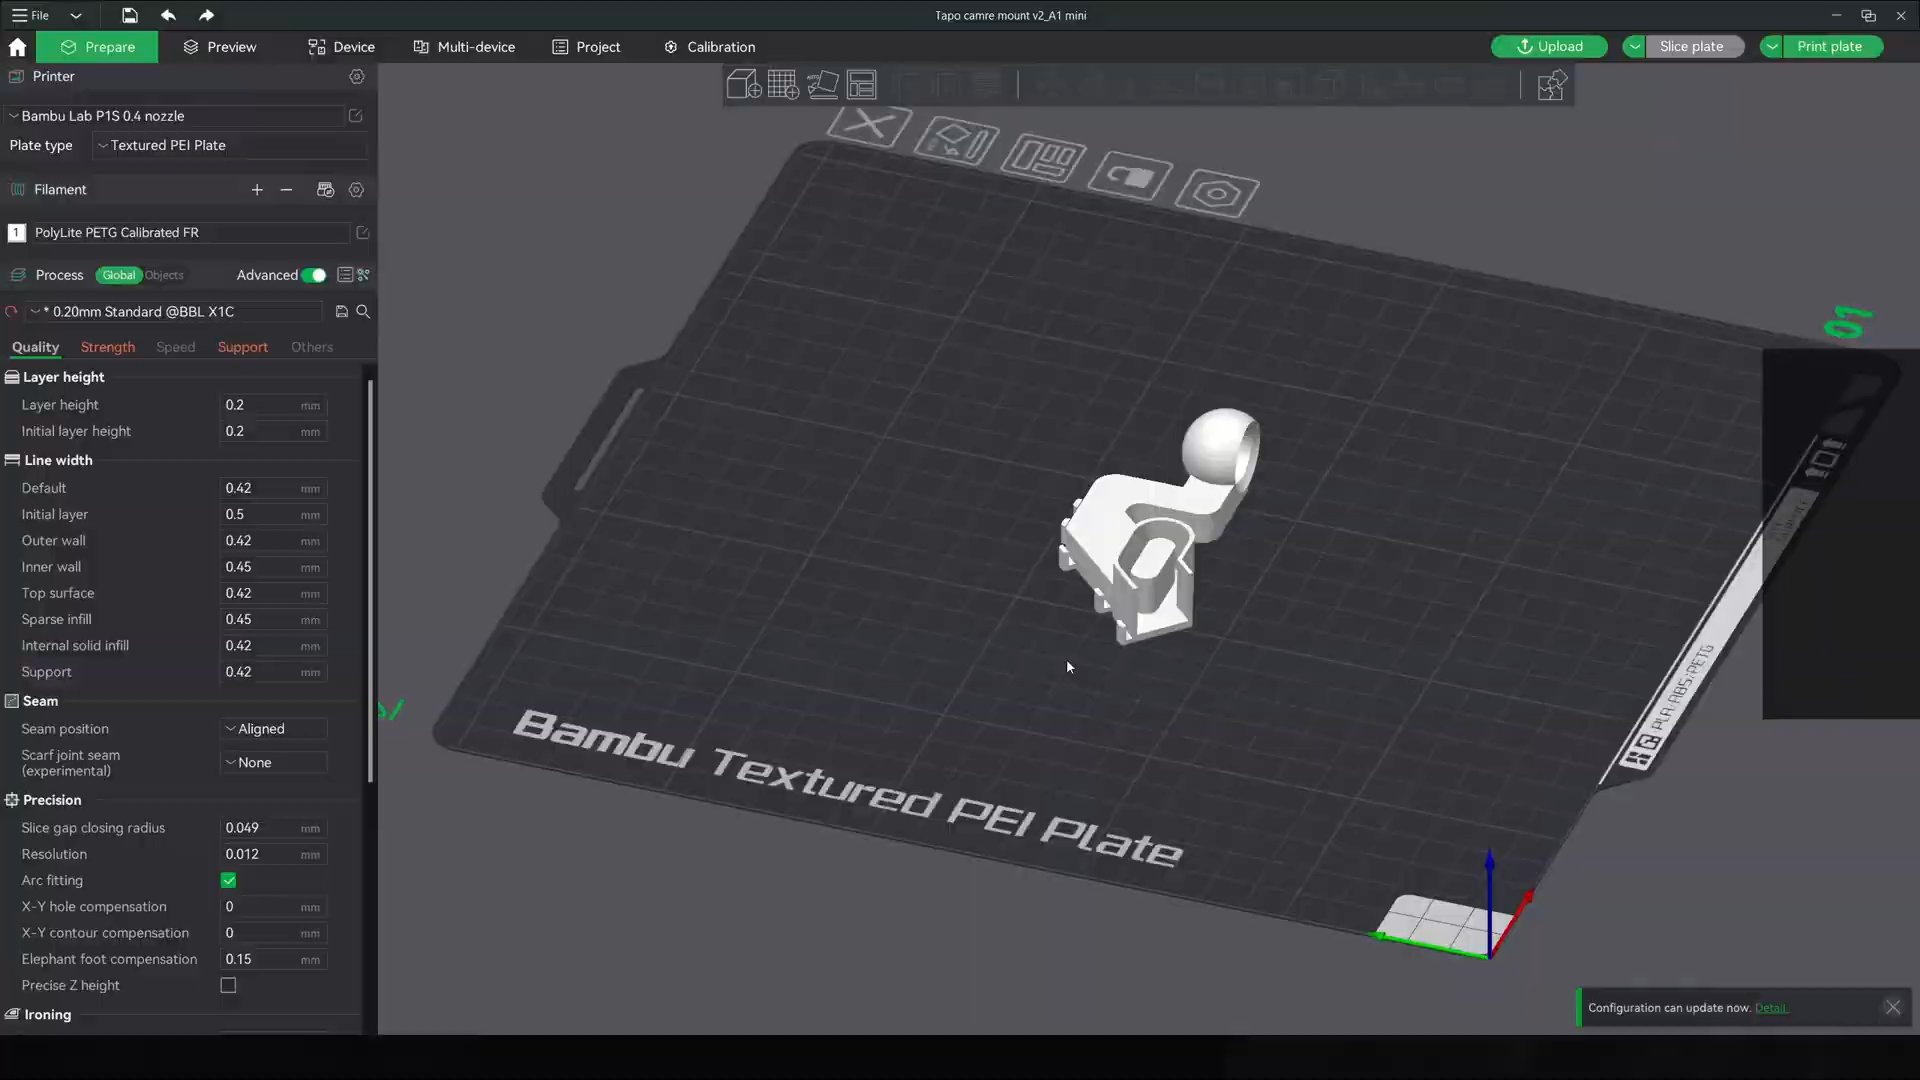 File
Tapo camre mount v2_A1 mini
Prepare
Preview
Device
Multi-device
Project
Calibration
Upload
Slice plate
Print plate
Printer
Bambu Lab P1S 0.4 nozzle
Plate type
Textured PEI Plate
Filament
1
PolyLite PETG Calibrated FR
Process
Global
Objects
Advanced
* 0.20mm Standard @BBL X1C
Quality
Strength
Speed
Support
Others
Layer height
Layer height 0.2 mm
Initial layer height 0.2 mm
Line width
Default 0.42 mm
Initial layer 0.5 mm
Outer wall 0.42 mm
Inner wall 0.45 mm
Top surface 0.42 mm
Sparse infill 0.45 mm
Internal solid infill 0.42 mm
Support 0.42 mm
Seam
Seam position Aligned
Scarf joint seam
(experimental) None
Precision
Slice gap closing radius 0.049 mm
Resolution 0.012 mm
Arc fitting
X-Y hole compensation 0 mm
X-Y contour compensation 0 mm
Elephant foot compensation 0.15 mm
Precise Z height
Ironing
01
PLA/ABS/PETG
Bambu Textured PEI Plate
Configuration can update now. Detail.